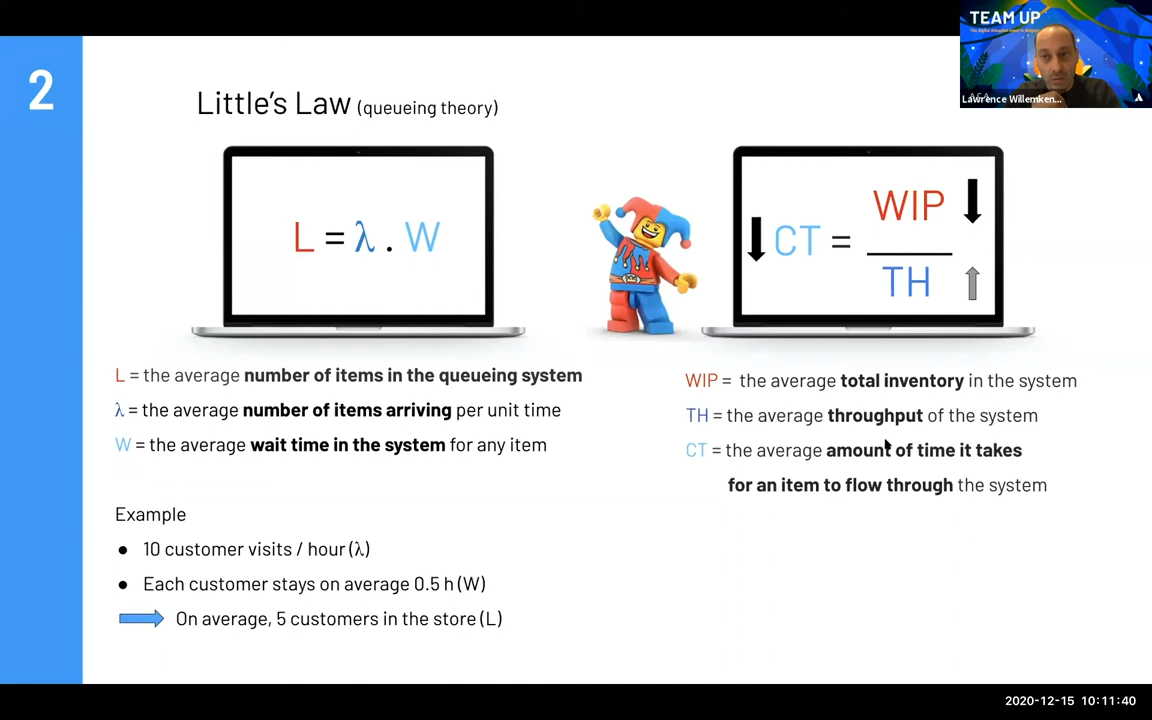 2
Little's Law (queueing theory)
L = λ . W
CT = WIP / TH
L = the average number of items in the queueing system
λ = the average number of items arriving per unit time
W = the average wait time in the system for any item
WIP = the average total inventory in the system
TH = the average throughput of the system
CT = the average amount of time it takes
for an item to flow through the system
Example
● 10 customer visits / hour (λ)
● Each customer stays on average 0.5 h (W)
On average, 5 customers in the store (L)
TEAM UP
Lawrence Willemken...
2020-12-15 10:11:40